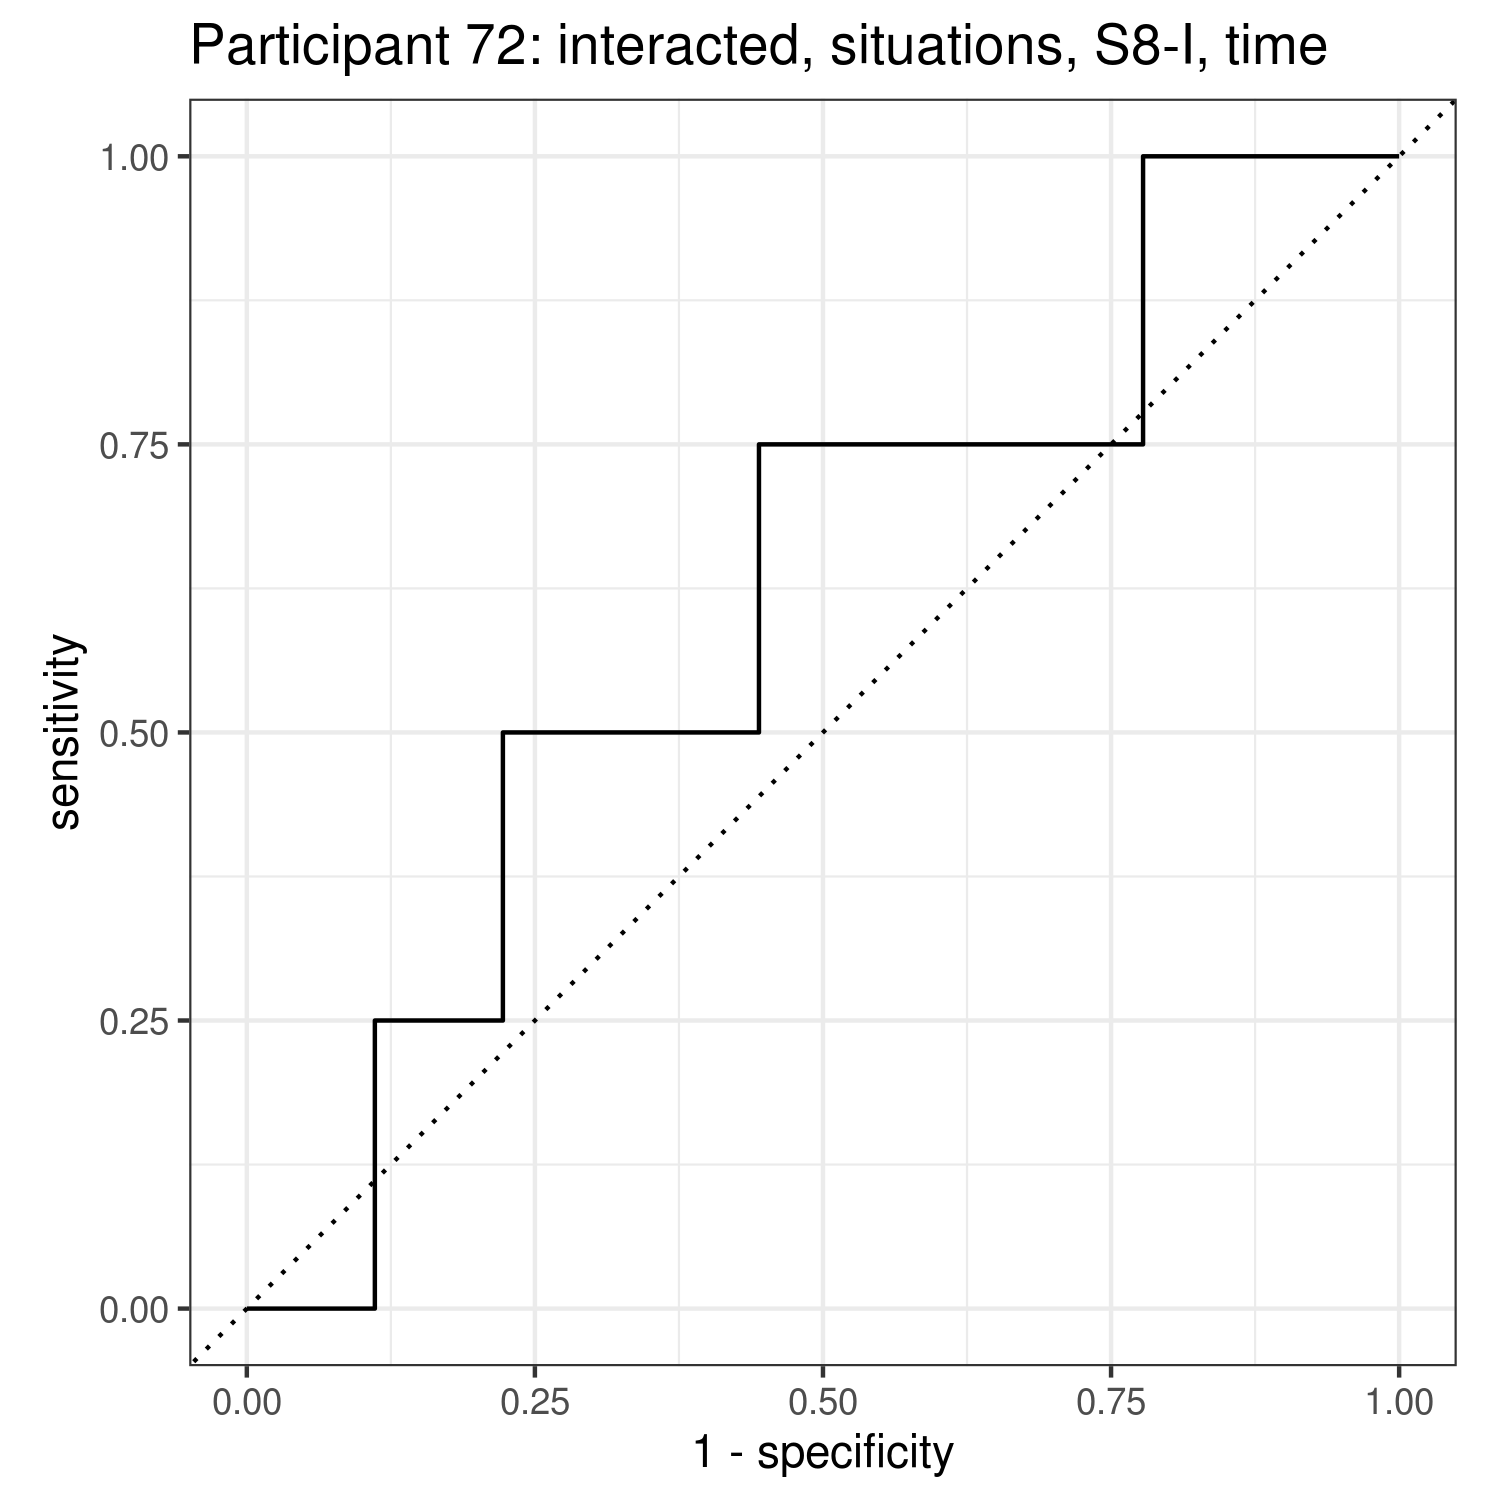 Participant 72: interacted, situations, S8-I, time
sensitivity
1.00
0.75
0.50
0.25
0.00
0.00 0.25 0.50 0.75 1.00
1 - specificity